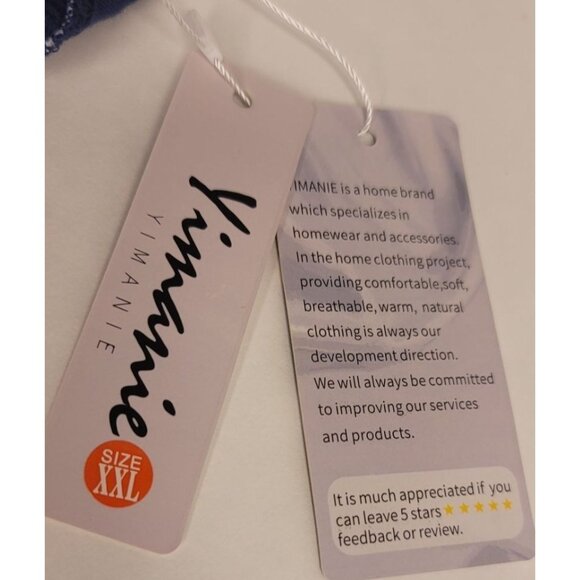 Yimanie
YIMANIE
SIZE
XXL
IMANIE is a home brand
which specializes in
homewear and accessories.
In the home clothing project,
providing comfortable,soft,
breathable,warm, natural
clothing is always our
development direction.
We will always be committed
to improving our services
and products.
It is much appreciated if you
can leave 5 stars ★★★★★
feedback or review.